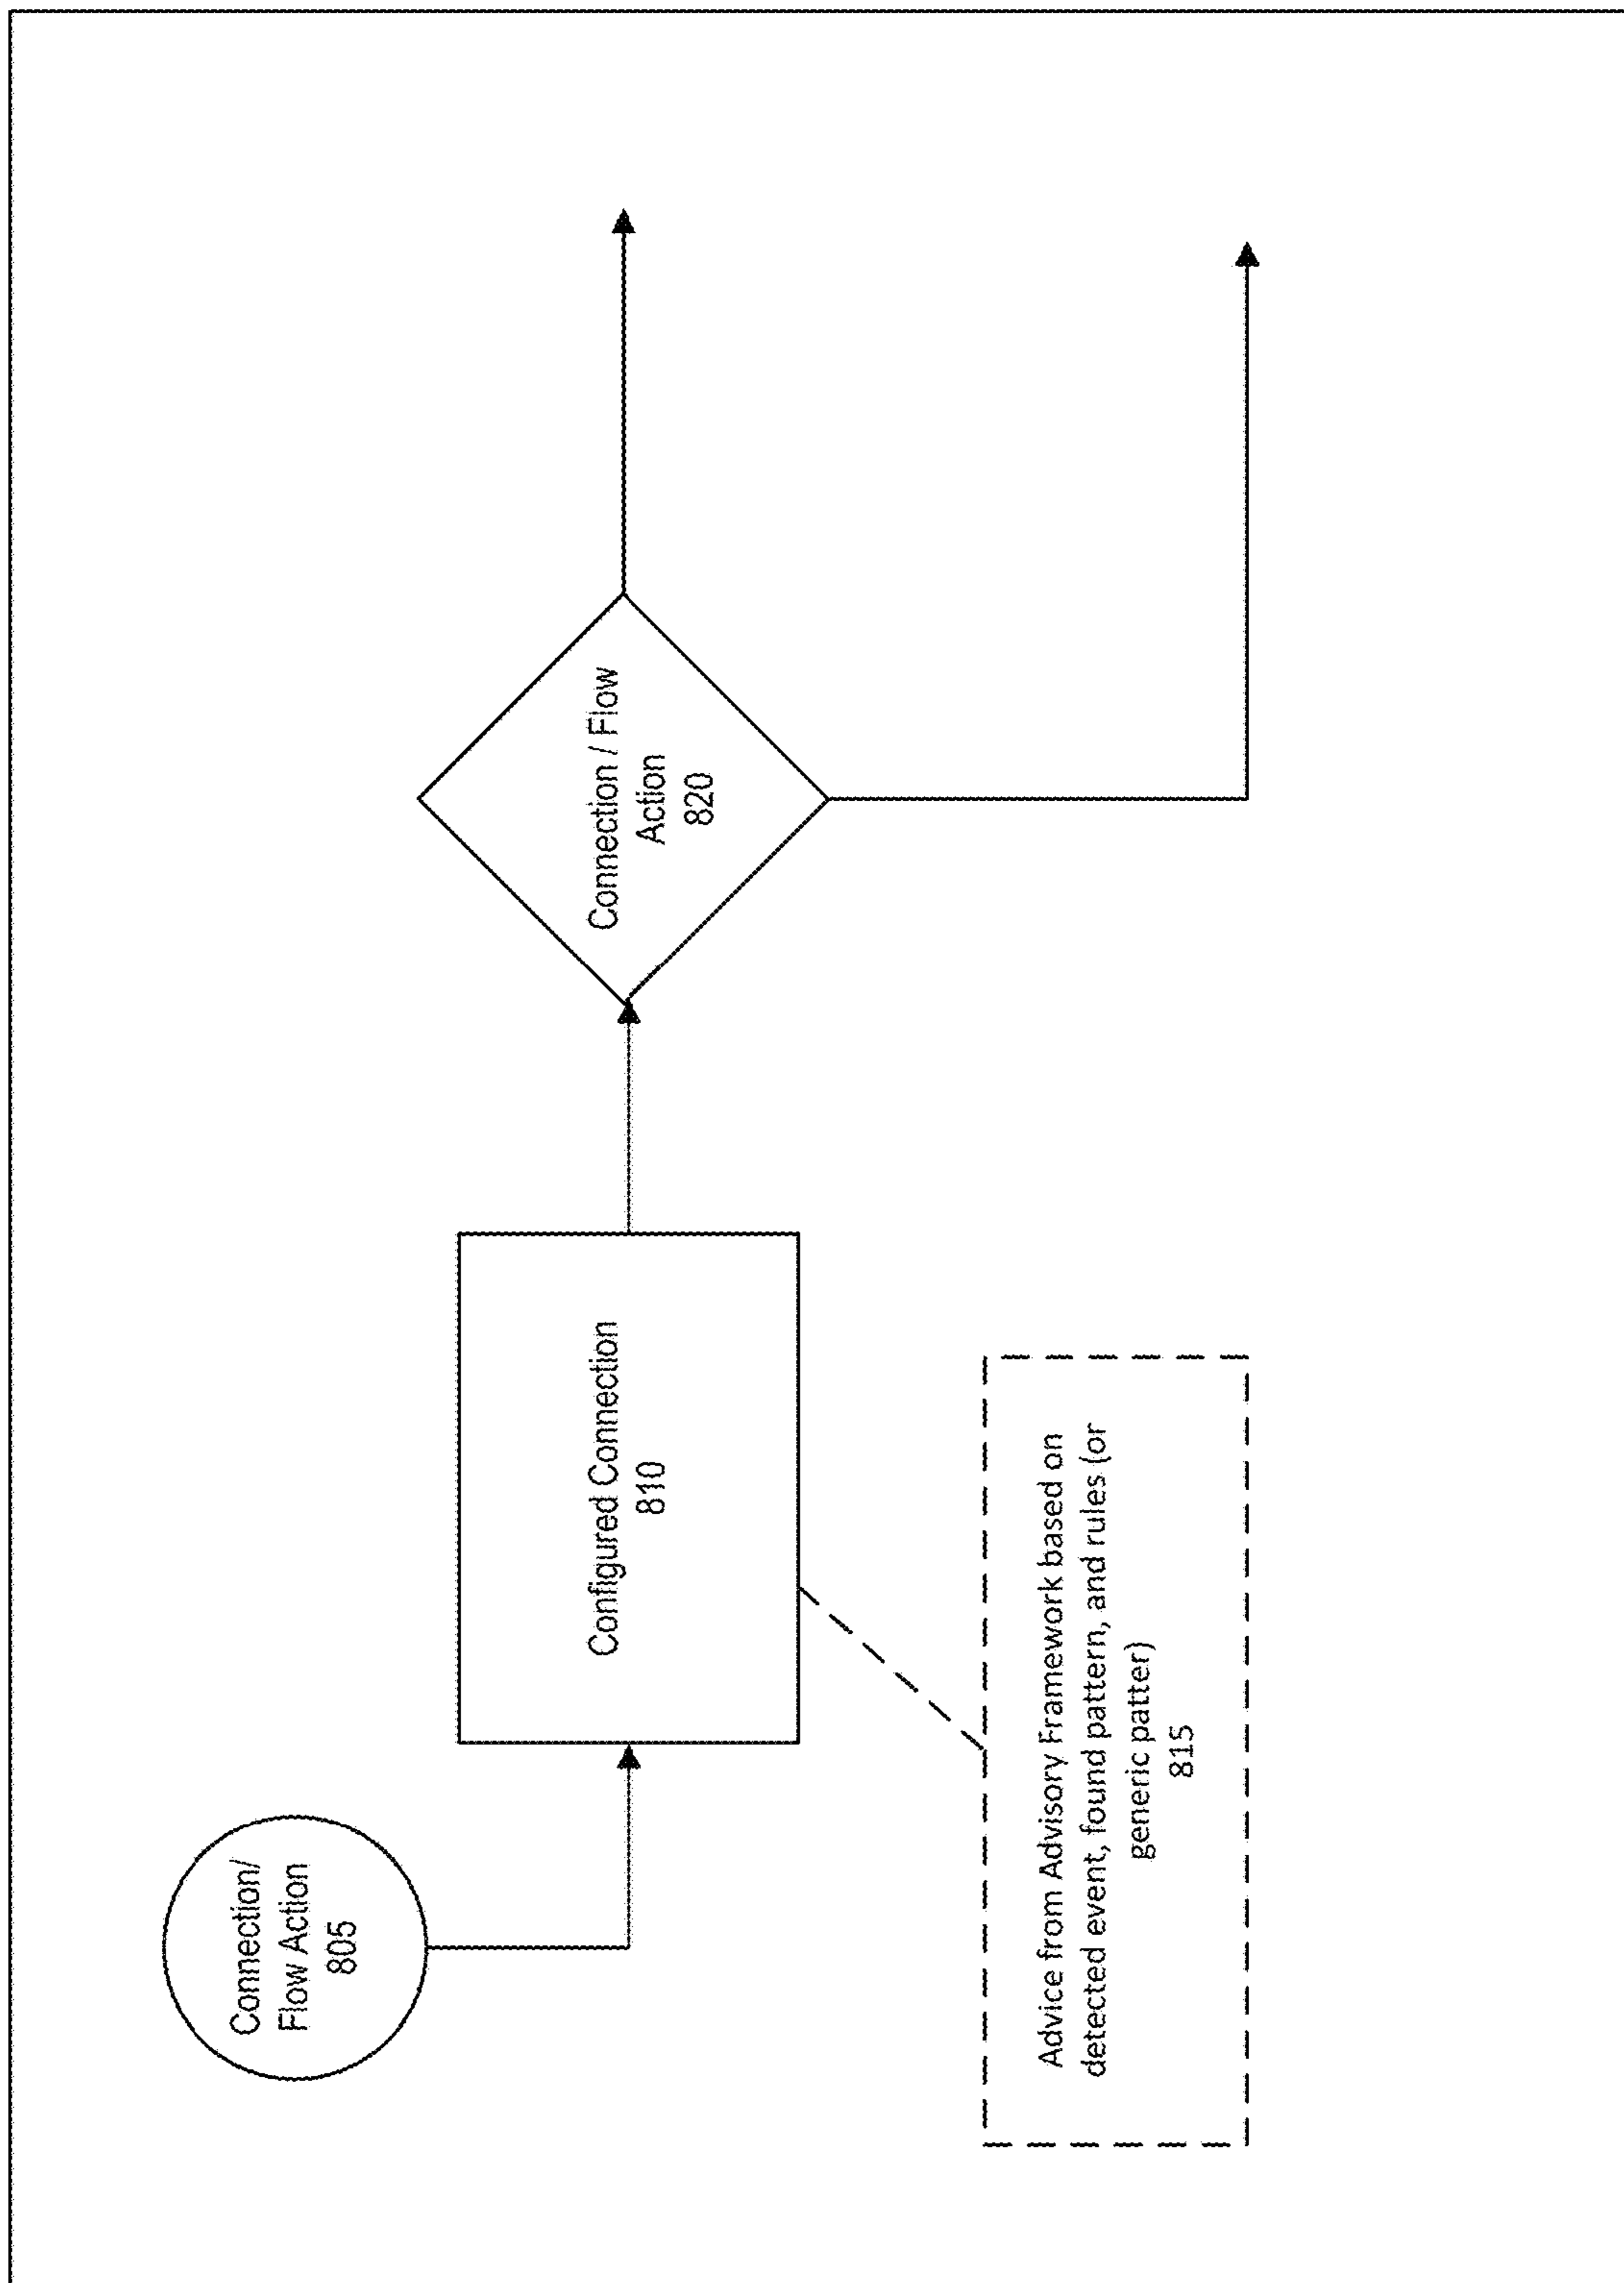 Connection/
Flow Action
805
Configured Connection
810
Advice from Advisory Framework based on
detected event, found pattern, and rules (or
generic patter)
815
Connection / Flow
Action
820